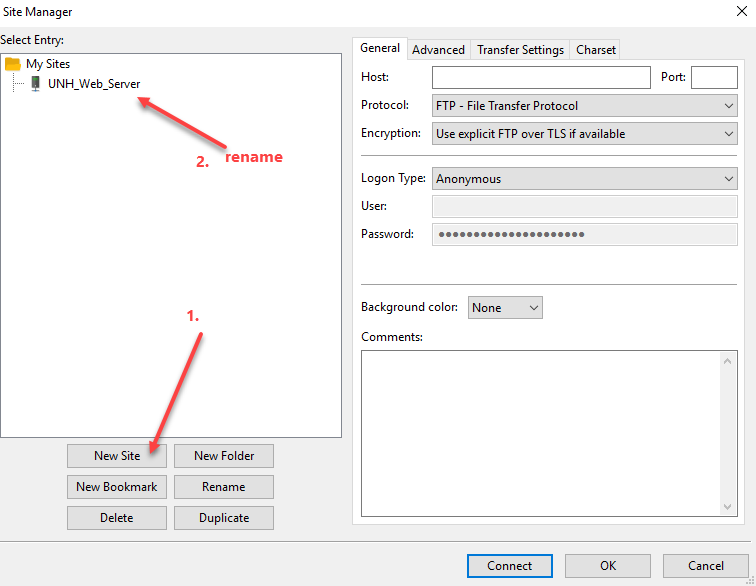 Site Manager
Select Entry:
My Sites
UNH_Web_Server
2. rename
1.
New Site
New Folder
New Bookmark
Rename
Delete
Duplicate
General
Advanced
Transfer Settings
Charset
Host:
Port:
Protocol:
FTP - File Transfer Protocol
Encryption:
Use explicit FTP over TLS if available
Logon Type:
Anonymous
User:
Password:
●●●●●●●●●●●●●●●●●●●●●
Background color:
None
Comments:
Connect
OK
Cancel